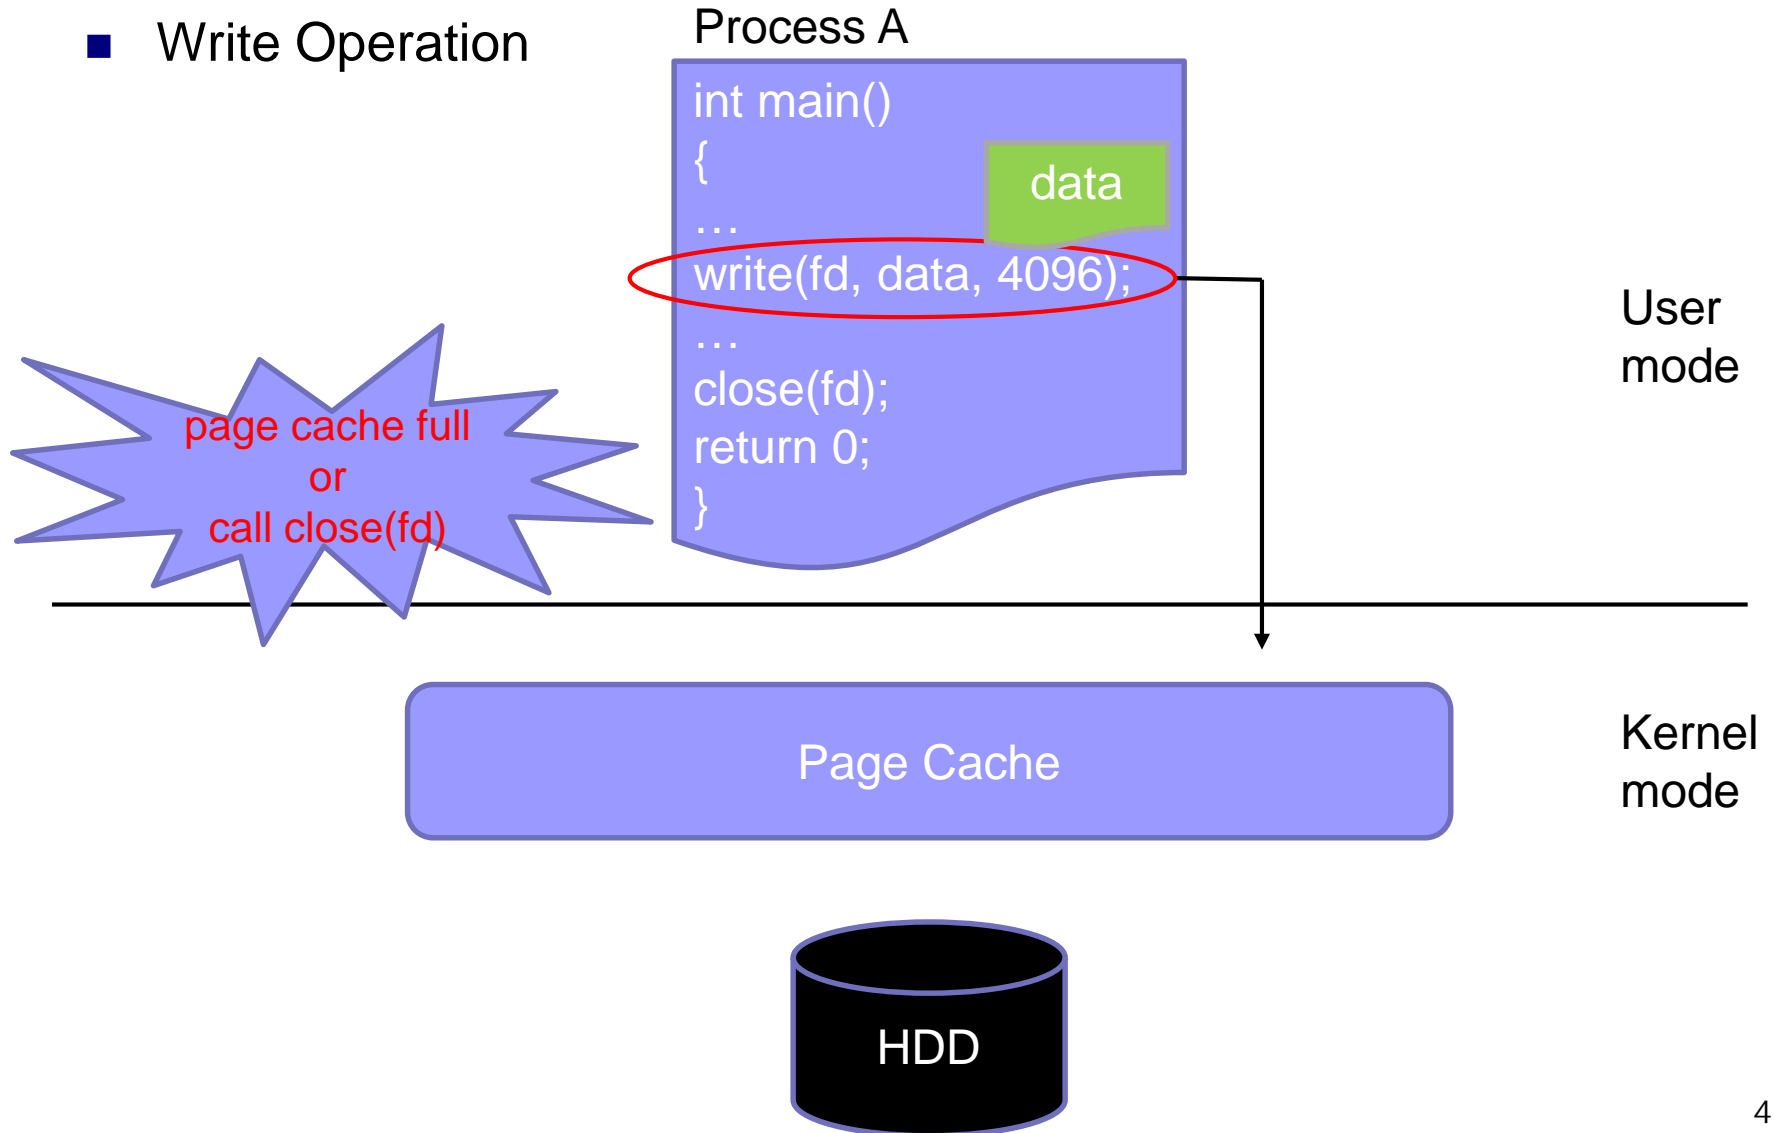 Write Operation
Process A
int main()
{
data
…
write(fd, data, 4096);
…
close(fd);
return 0;
}
page cache full
or
call close(fd)
User
mode
Page Cache
Kernel
mode
HDD
4